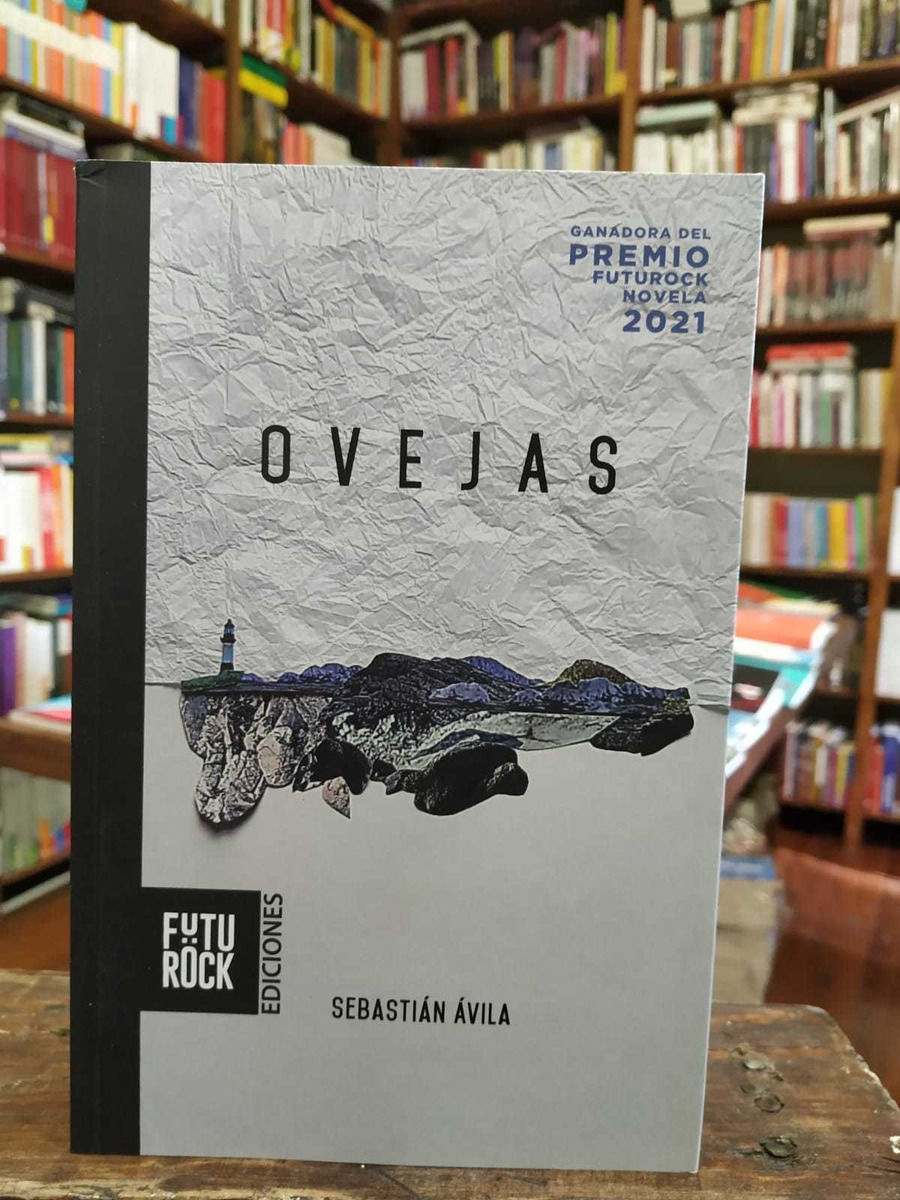 GANADORA DEL
PREMIO
FUTUROCK
NOVELA
2021
OVEJAS
FUTU
RÖCK
EDICIONES
SEBASTIÁN ÁVILA